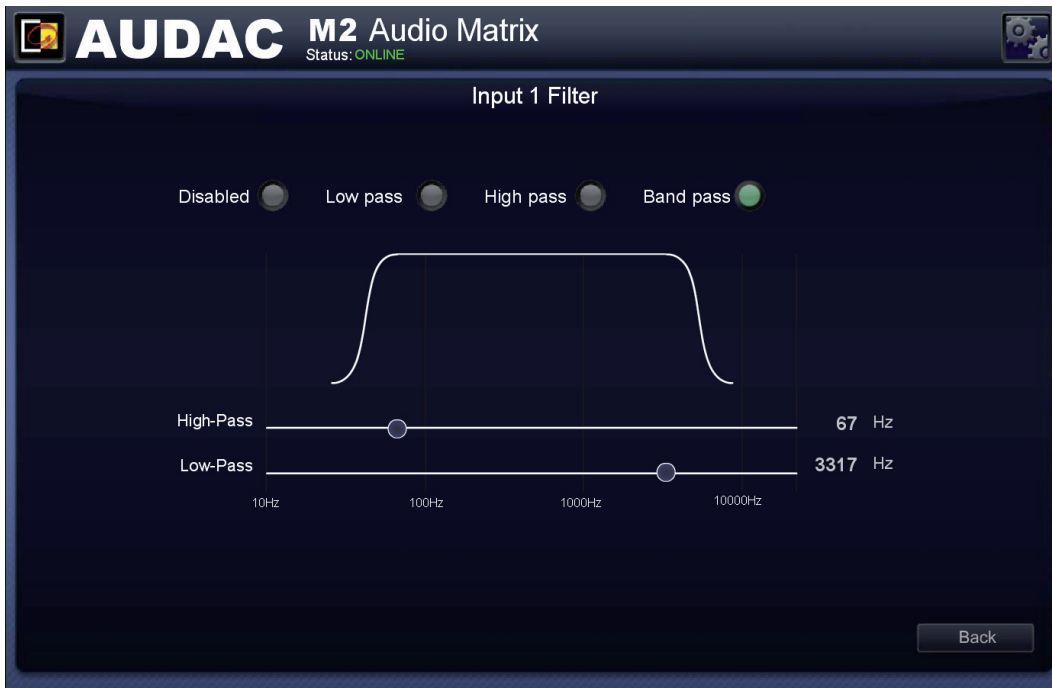 AUDAC M2 Audio Matrix
Status: ONLINE
Input 1 Filter
Disabled Low pass High pass Band pass
High-Pass 67 Hz
Low-Pass 3317 Hz
10Hz 100Hz 1000Hz 10000Hz
Back